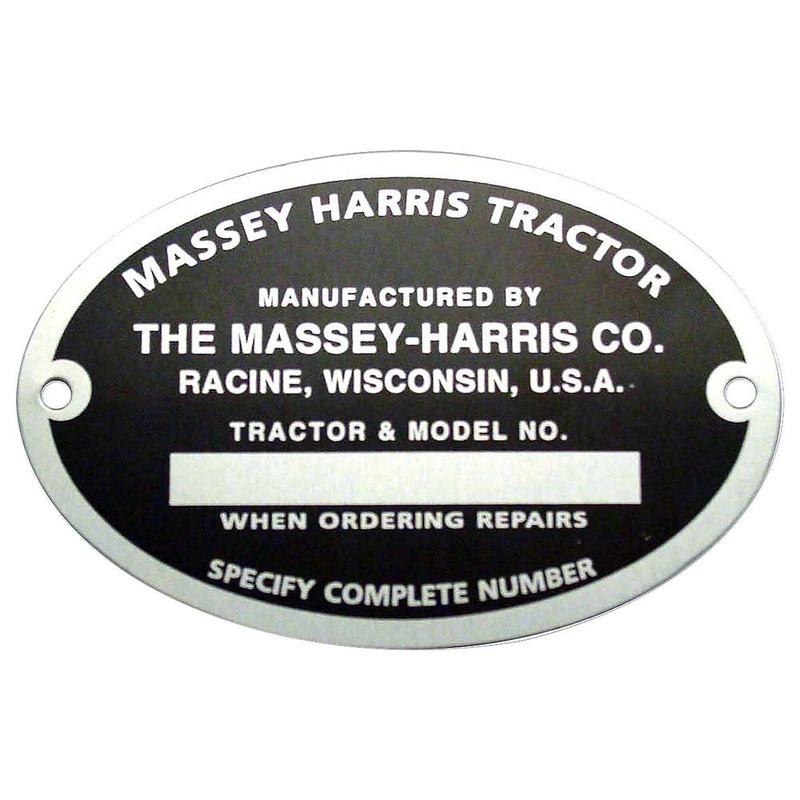 MASSEY HARRIS TRACTOR
MANUFACTURED BY
THE MASSEY-HARRIS CO.
RACINE, WISCONSIN, U.S.A.
TRACTOR & MODEL NO.
WHEN ORDERING REPAIRS
SPECIFY COMPLETE NUMBER